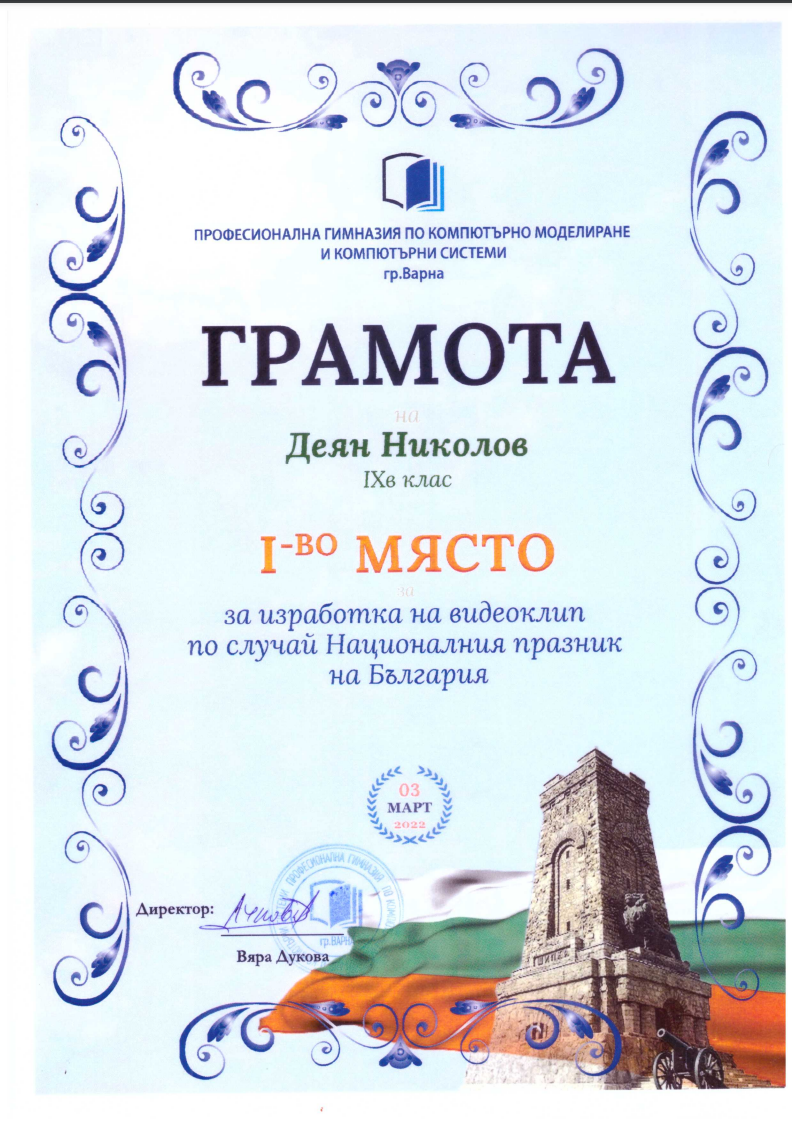 ПРОФЕСИОНАЛНА ГИМНАЗИЯ ПО КОМПЮТЪРНО МОДЕЛИРАНЕ
И КОМПЮТЪРНИ СИСТЕМИ
гр.Варна
ГРАМОТА
на
Деян Николов
IXв клас
I-ВО МЯСТО
за
за изработка на видеоклип
по случай Националния празник
на България
03
МАРТ
2022
ПРОФЕСИОНАЛНА ГИМНАЗИЯ ПО
гр.ВАРНА
Директор:
Вяра Дукова